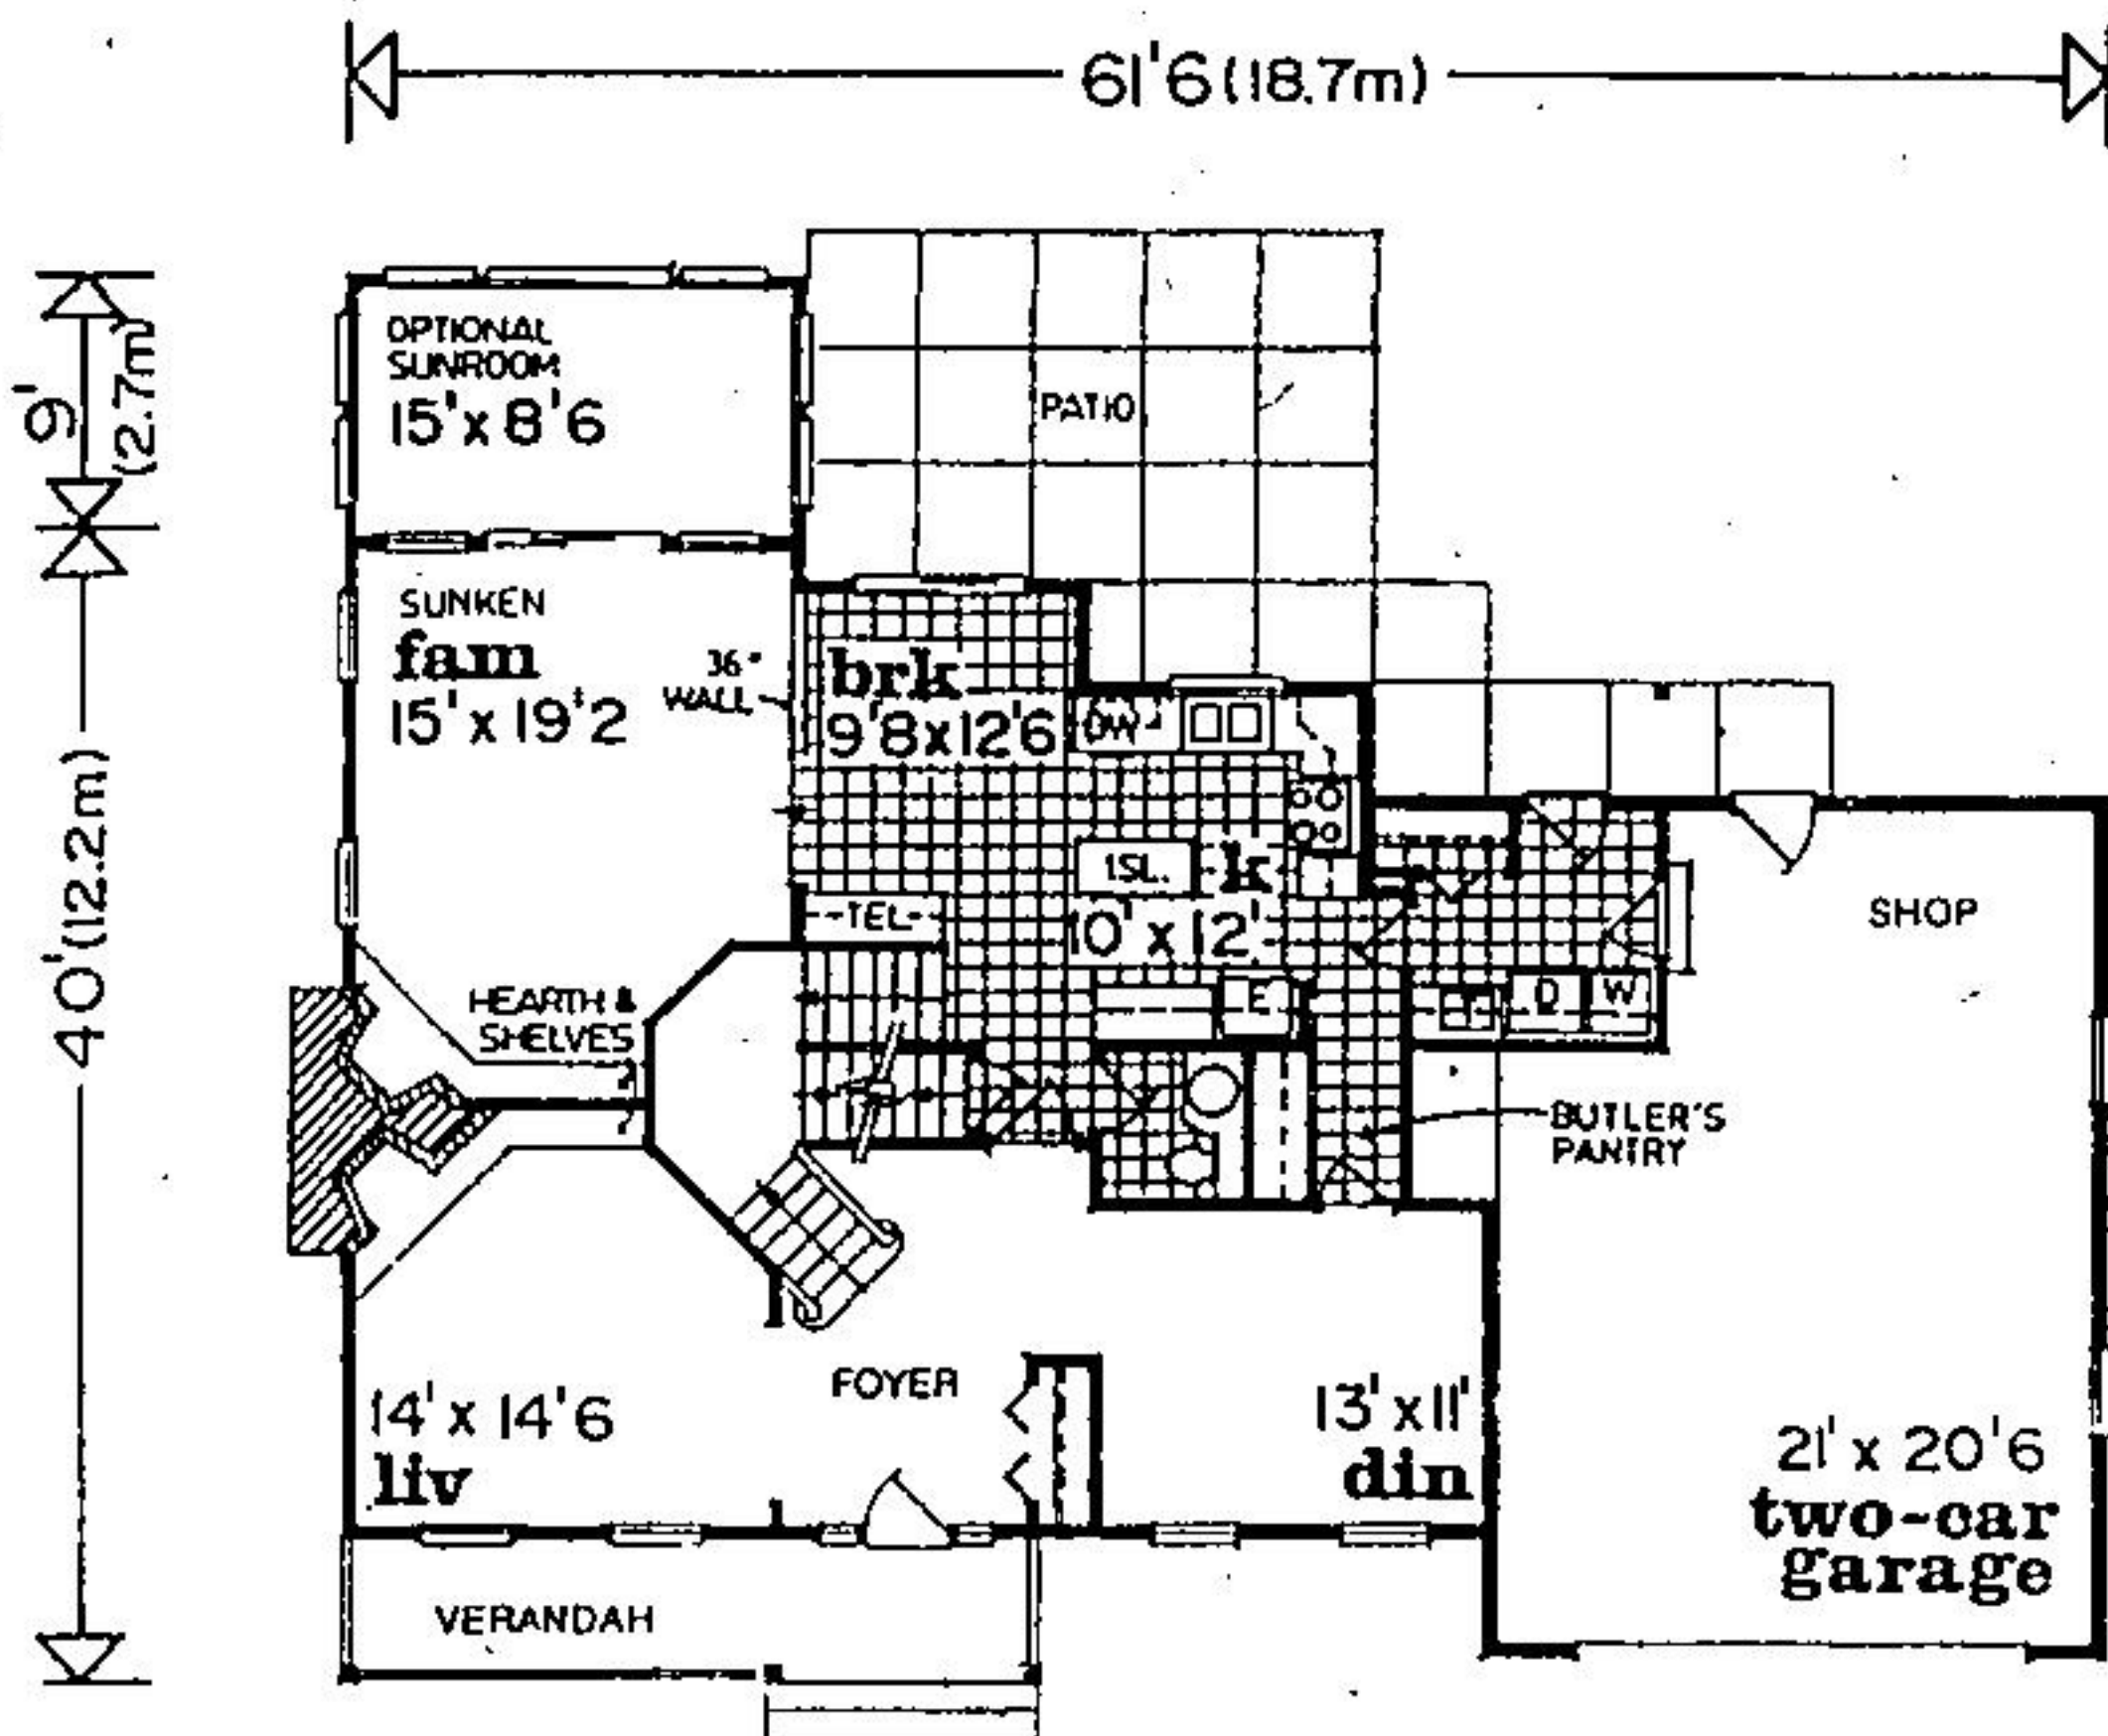 61'6(18.7m)
9'
(2.7m)
40'(12.2m)
OPTIONAL
SUNROOM
15'x 8'6
PATIO
SUNKEN
fam
15' x 19'2
36"
WALL
brk
9'8x12'6
DW
ISL.
k
10' x 12'
TEL
SHOP
HEARTH &
SHELVES
D
W
BUTLER'S
PANTRY
FOYER
14' x 14'6
liv
13' x 11'
din
21' x 20'6
two-car
garage
VERANDAH